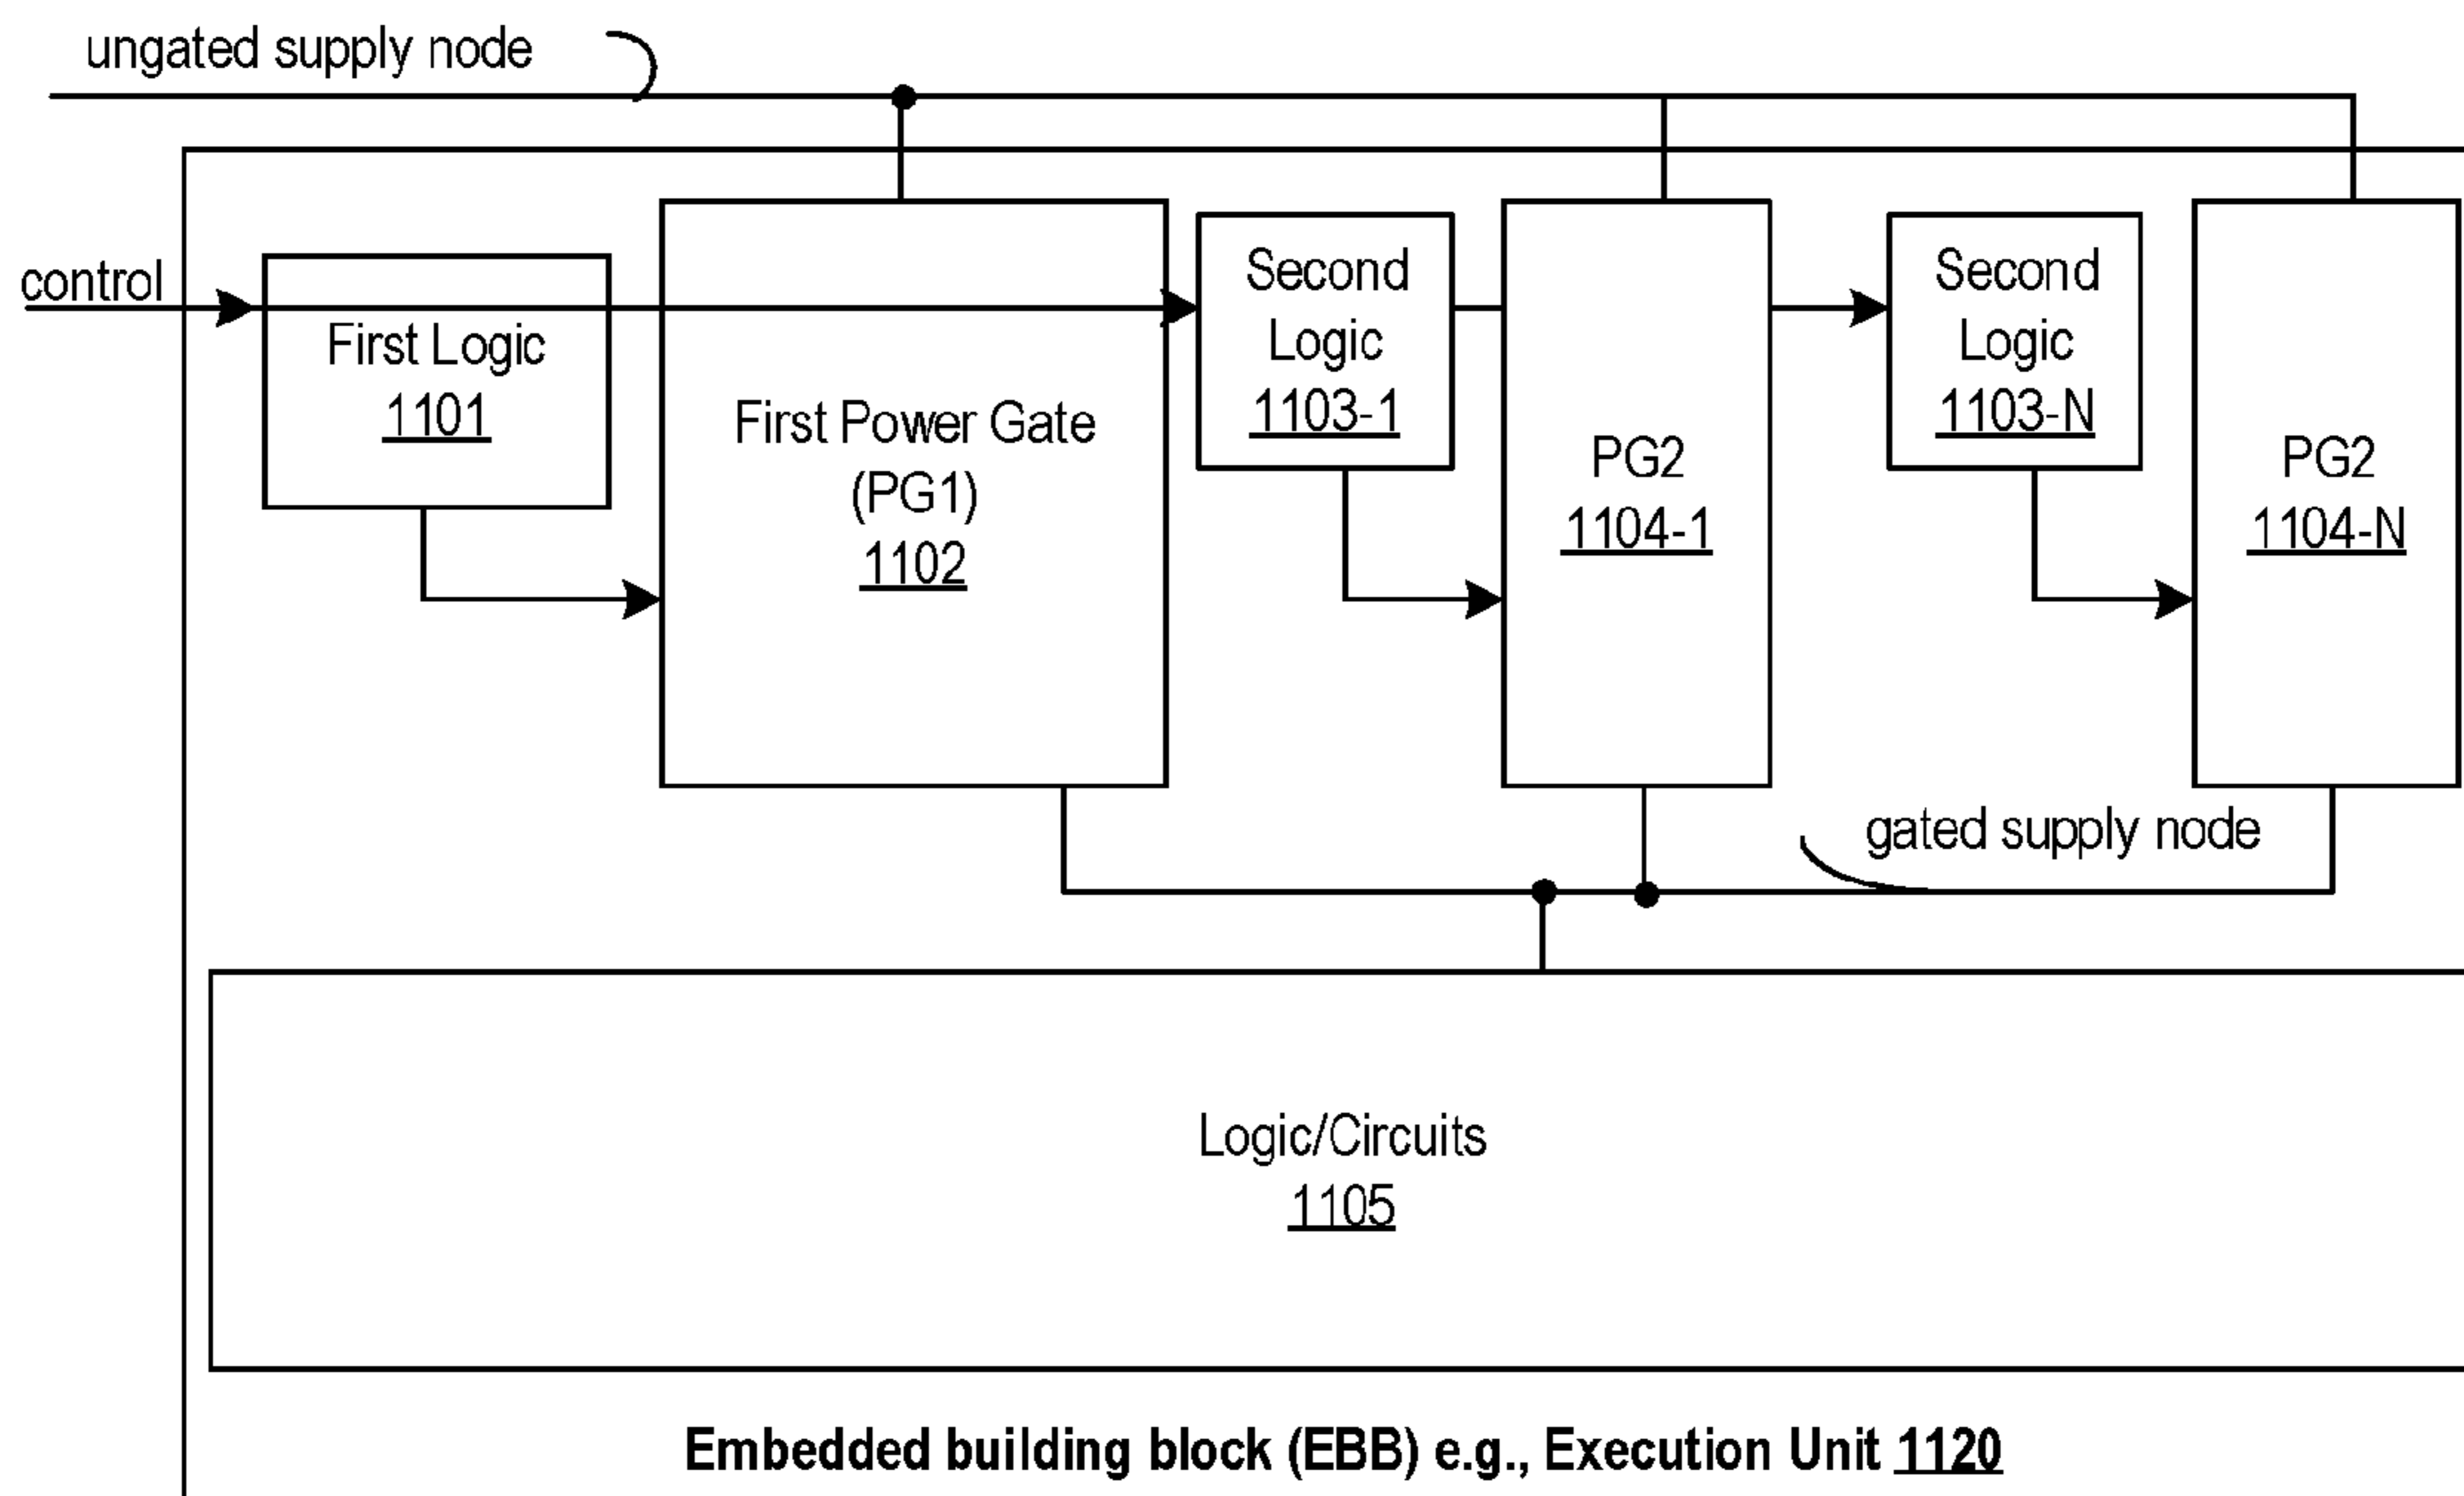 ungated supply node
control
First Logic
1101
First Power Gate
(PG1)
1102
Second
Logic
1103-1
PG2
1104-1
Second
Logic
1103-N
PG2
1104-N
gated supply node
Logic/Circuits
1105
Embedded building block (EBB) e.g., Execution Unit 1120